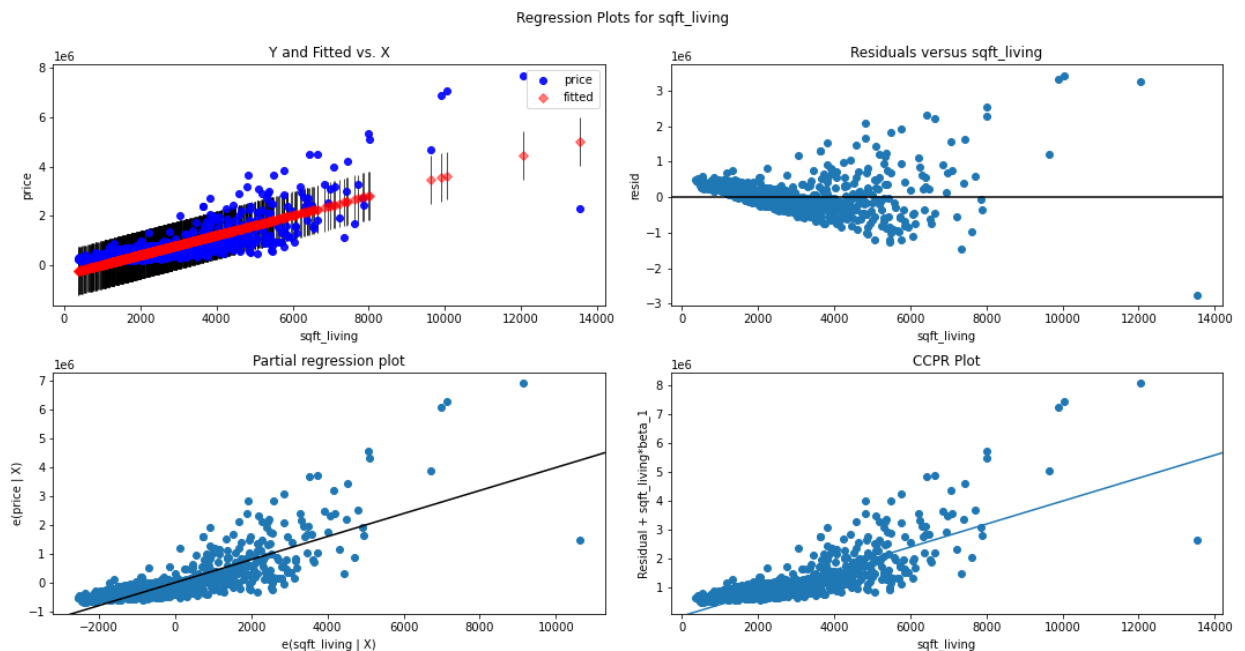 Regression Plots for sqft_living
Y and Fitted vs. X
1e6
8
6
4
2
0
price
price
fitted
0 2000 4000 6000 8000 10000 12000 14000
sqft_living
Residuals versus sqft_living
1e6
3
2
1
0
−1
−2
−3
resid
0 2000 4000 6000 8000 10000 12000 14000
sqft_living
Partial regression plot
1e6
7
6
5
4
3
2
1
0
−1
e(price | X)
−2000 0 2000 4000 6000 8000 10000
e(sqft_living | X)
CCPR Plot
1e6
8
7
6
5
4
3
2
1
Residual + sqft_living*beta_1
0 2000 4000 6000 8000 10000 12000 14000
sqft_living